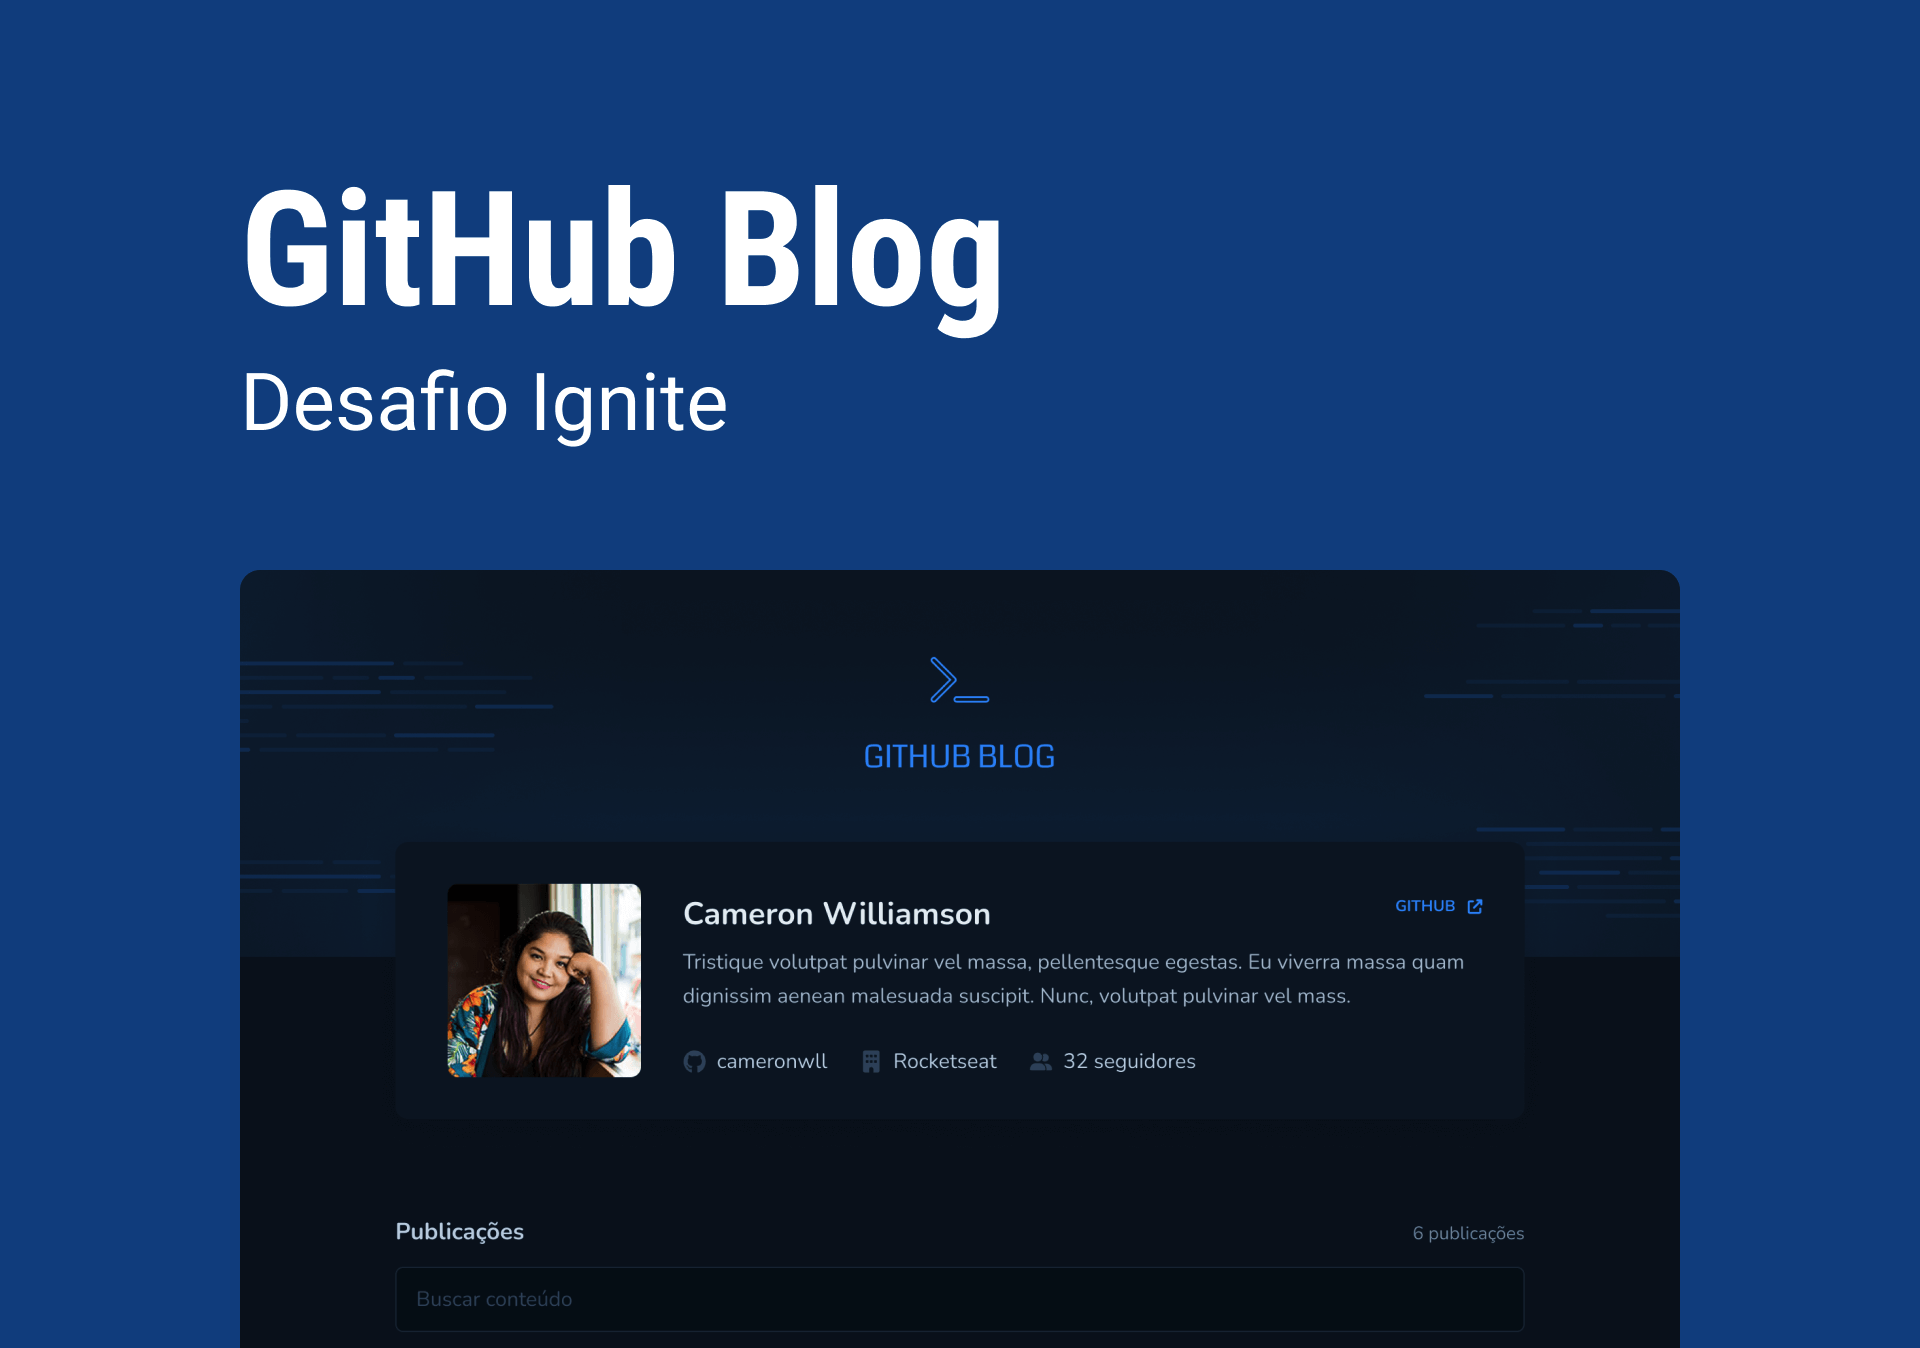 GitHub Blog
Desafio Ignite
GITHUB BLOG
Cameron Williamson
GITHUB
Tristique volutpat pulvinar vel massa, pellentesque egestas. Eu viverra massa quam
dignissim aenean malesuada suscipit. Nunc, volutpat pulvinar vel mass.
cameronwll Rocketseat 32 seguidores
Publicações 6 publicações
Buscar conteúdo